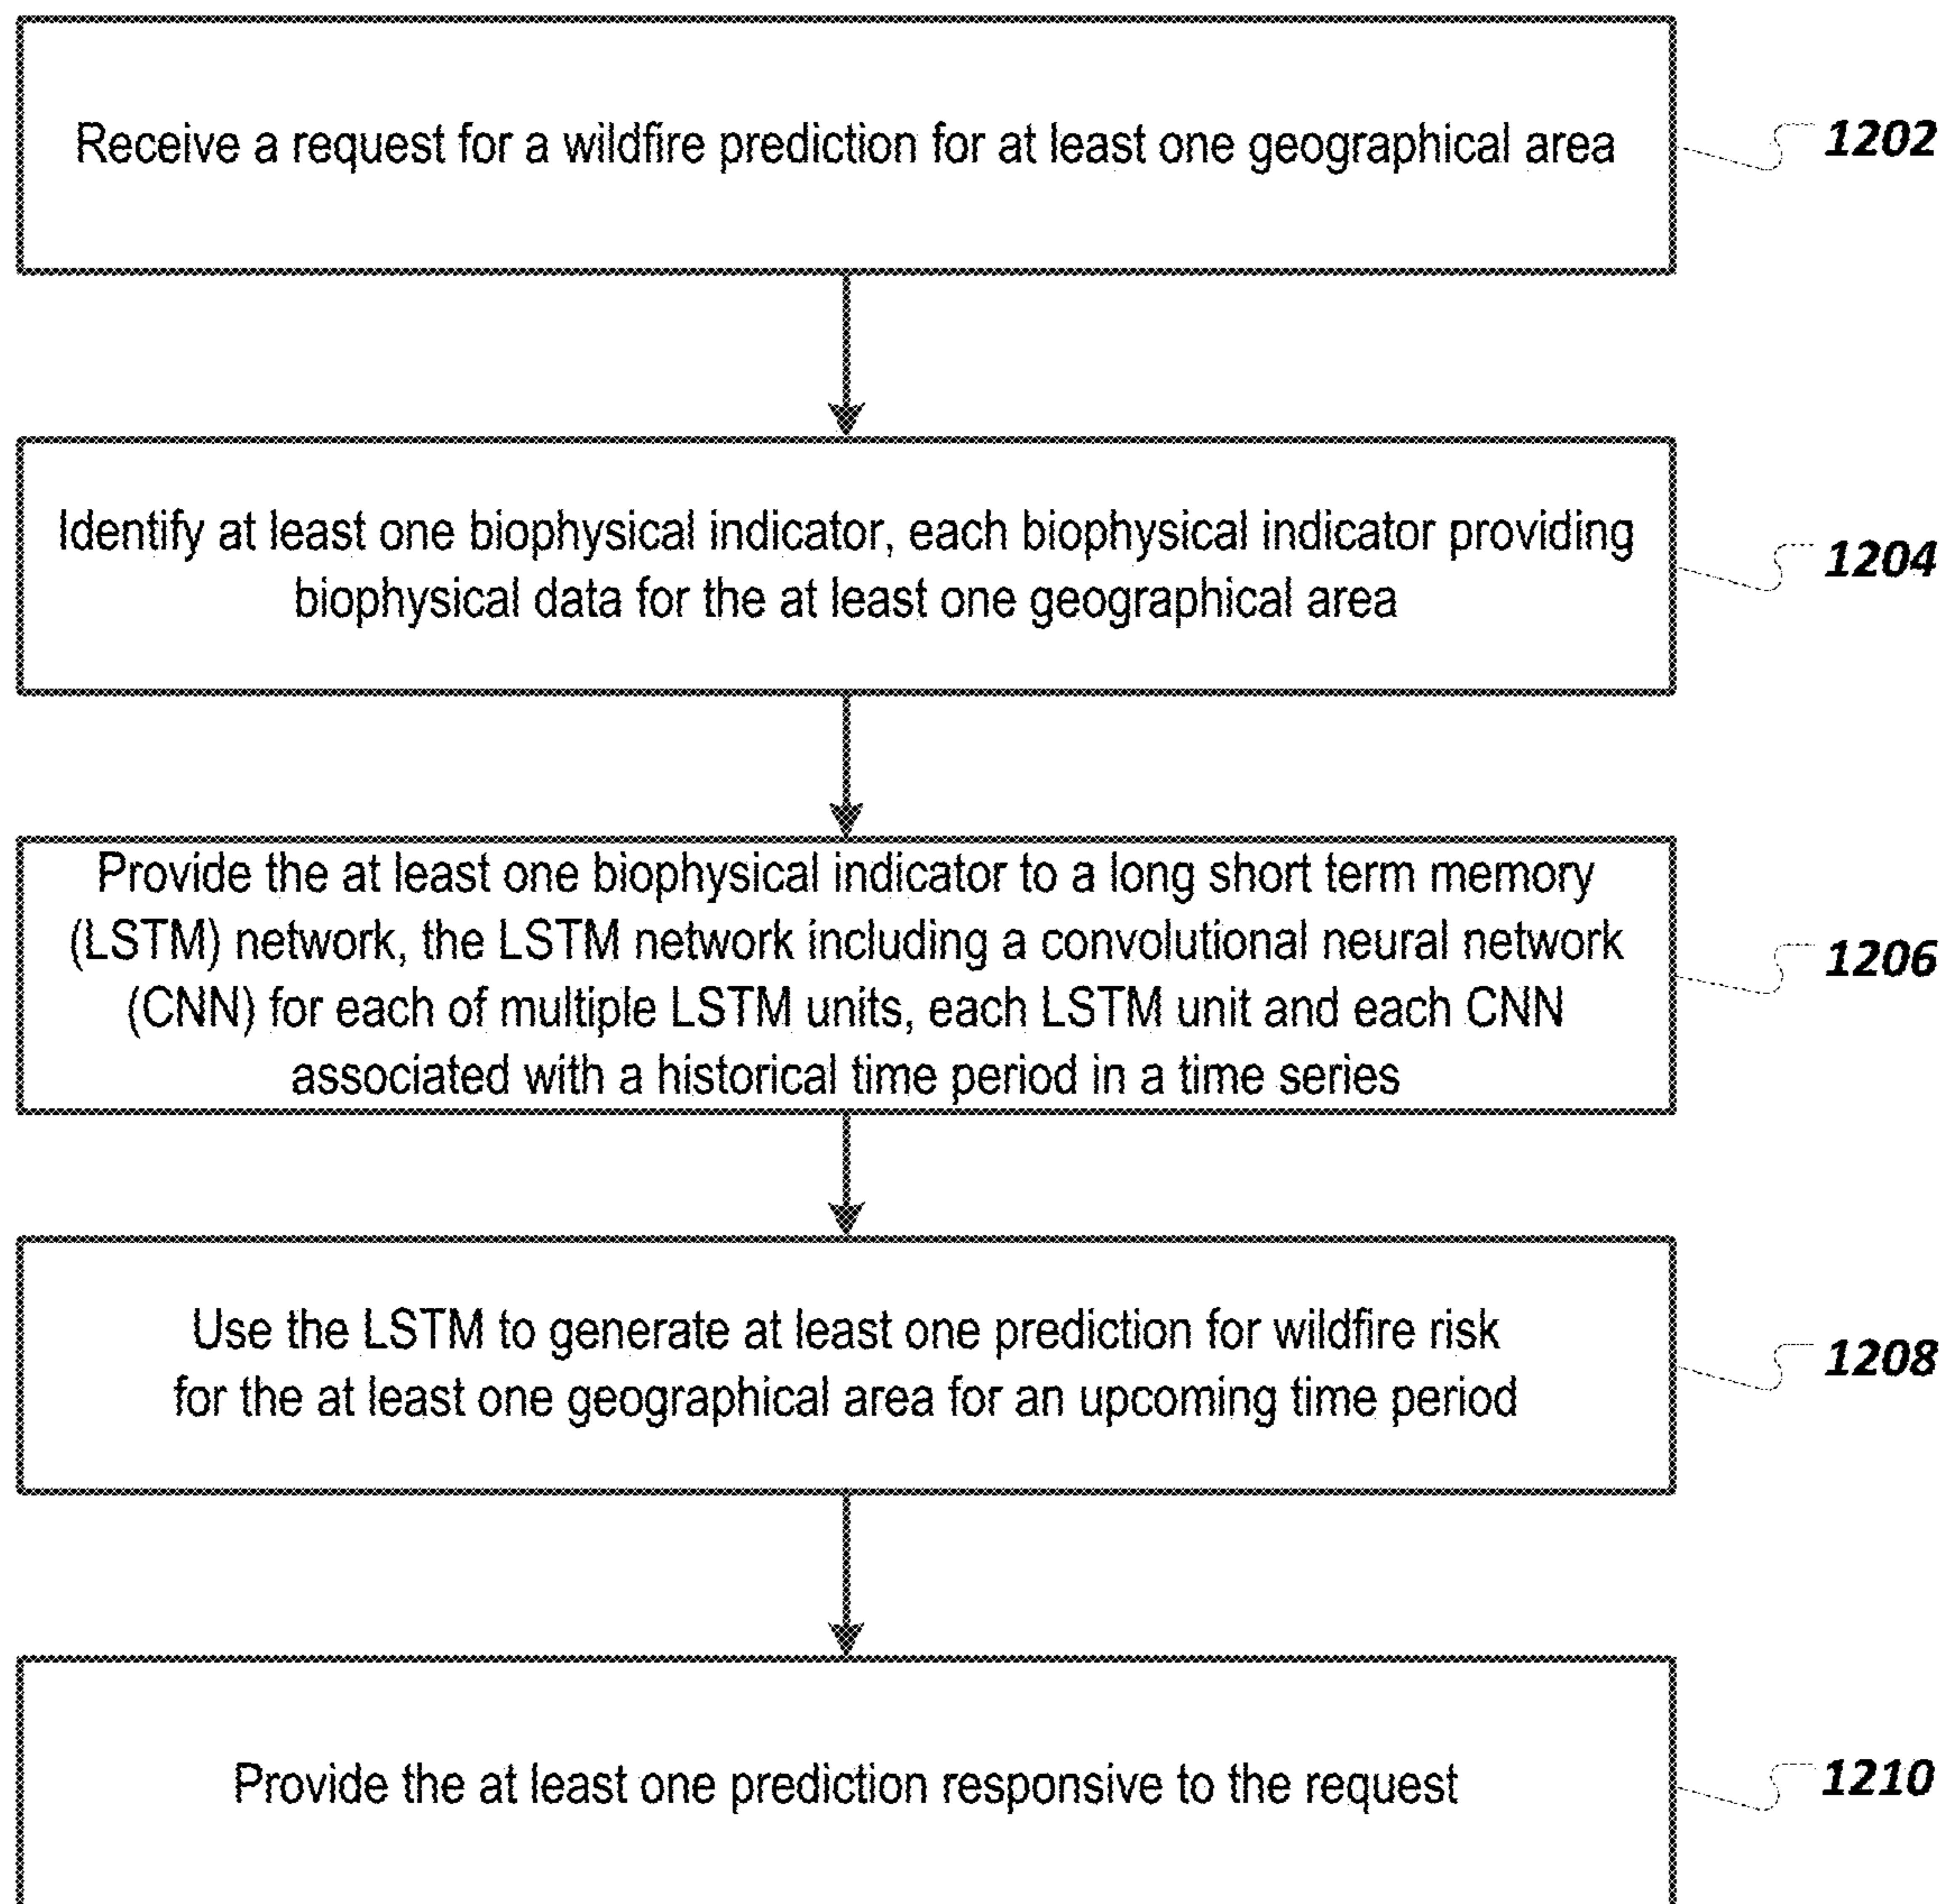 Receive a request for a wildfire prediction for at least one geographical area
1202
Identify at least one biophysical indicator, each biophysical indicator providing
biophysical data for the at least one geographical area
1204
Provide the at least one biophysical indicator to a long short term memory
(LSTM) network, the LSTM network including a convolutional neural network
(CNN) for each of multiple LSTM units, each LSTM unit and each CNN
associated with a historical time period in a time series
1206
Use the LSTM to generate at least one prediction for wildfire risk
for the at least one geographical area for an upcoming time period
1208
Provide the at least one prediction responsive to the request
1210